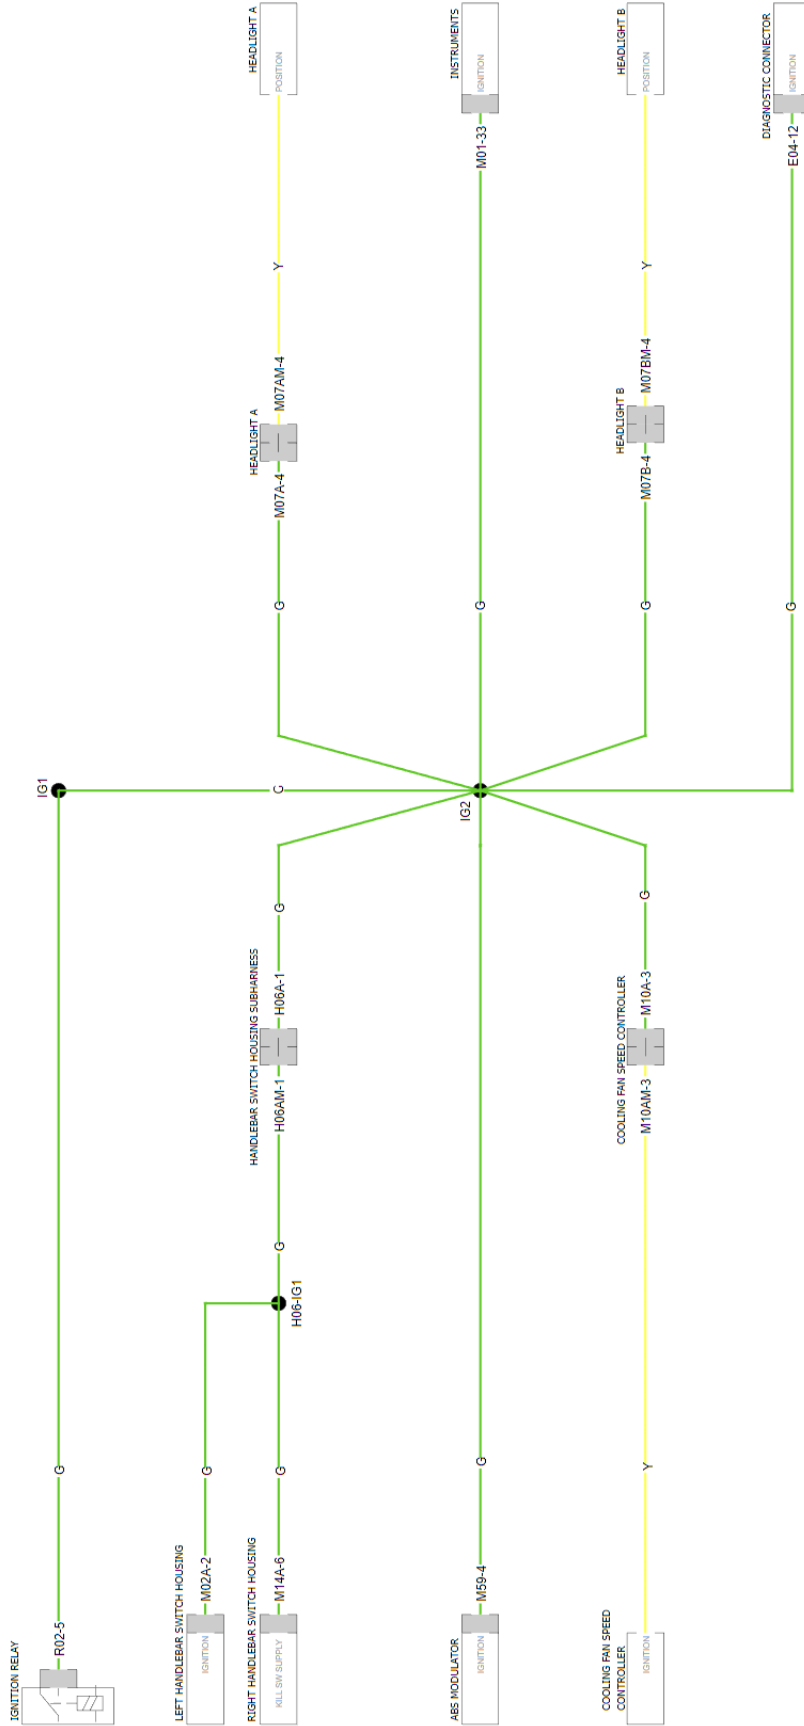 HEADLIGHT A
POSITION
INSTRUMENTS
IGNITION
HEADLIGHT B
POSITION
DIAGNOSTIC CONNECTOR
IGNITION
M01-33
E04-12
Y
Y
M07AM-4
M07BM-4
HEADLIGHT A
HEADLIGHT B
M07A-4
M07B-4
G
G
G
G
IG1
G
IG2
G
G
HANDLEBAR SWITCH HOUSING SUBHARNESS
H06A-1
COOLING FAN SPEED CONTROLLER
M10A-3
H06AM-1
M10AM-3
G
H06-IG1
G
G
G
G
Y
LEFT HANDLEBAR SWITCH HOUSING
M02A-2
IGNITION
RIGHT HANDLEBAR SWITCH HOUSING
M14A-6
KILL SW SUPPLY
M59-4
ABS MODULATOR
IGNITION
COOLING FAN SPEED
CONTROLLER
IGNITION
IGNITION RELAY
R02-5